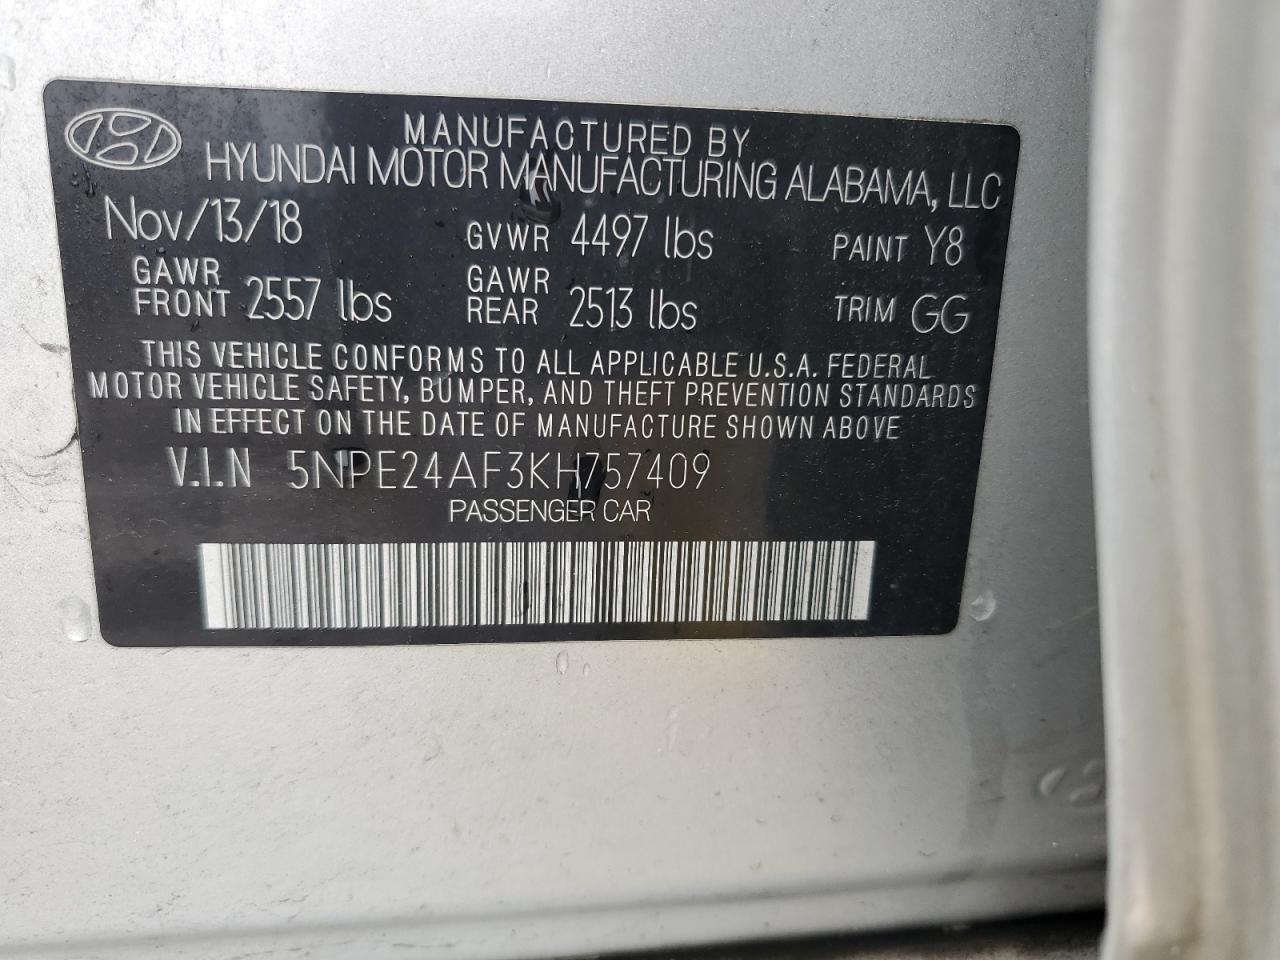 MANUFACTURED BY
HYUNDAI MOTOR MANUFACTURING ALABAMA, LLC
Nov/13/18 GVWR 4497 lbs PAINT Y8
GAWR FRONT 2557 lbs GAWR REAR 2513 lbs TRIM GG
THIS VEHICLE CONFORMS TO ALL APPLICABLE U.S.A. FEDERAL
MOTOR VEHICLE SAFETY, BUMPER, AND THEFT PREVENTION STANDARDS
IN EFFECT ON THE DATE OF MANUFACTURE SHOWN ABOVE
V.I.N 5NPE24AF3KH757409
PASSENGER CAR